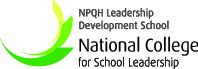 NPQH Leadership
Development School
National College
for School Leadership